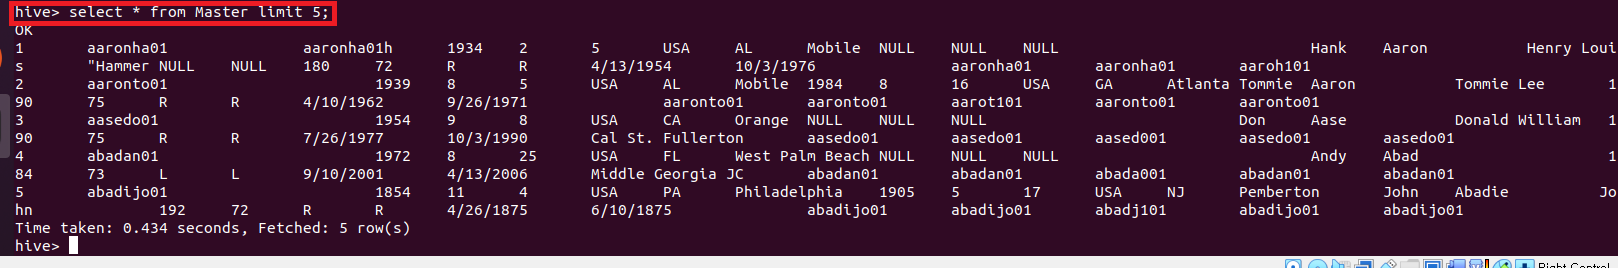 hive> select * from Master limit 5;
OK
1 aaronha01 aaronha01h 1934 2 5 USA AL Mobile NULL NULL NULL Hank Aaron Henry Loui
s "Hammer NULL NULL 180 72 R R 4/13/1954 10/3/1976 aaronha01 aaronha01 aaroh101
2 aaronto01 1939 8 5 USA AL Mobile 1984 8 16 USA GA Atlanta Tommie Aaron Tommie Lee 1
90 75 R R 4/10/1962 9/26/1971 aaronto01 aaronto01 aarot101 aaronto01 aaronto01
3 aasedo01 1954 9 8 USA CA Orange NULL NULL NULL Don Aase Donald William 1
90 75 R R 7/26/1977 10/3/1990 Cal St. Fullerton aasedo01 aasedo01 aased001 aasedo01 aasedo01
4 abadan01 1972 8 25 USA FL West Palm Beach NULL NULL NULL Andy Abad 1
84 73 L L 9/10/2001 4/13/2006 Middle Georgia JC abadan01 abadan01 abada001 abadan01 abadan01
5 abadijo01 1854 11 4 USA PA Philadelphia 1905 5 17 USA NJ Pemberton John Abadie Jo
hn 192 72 R R 4/26/1875 6/10/1875 abadijo01 abadijo01 abadj101 abadijo01 abadijo01
Time taken: 0.434 seconds, Fetched: 5 row(s)
hive>
Right Control